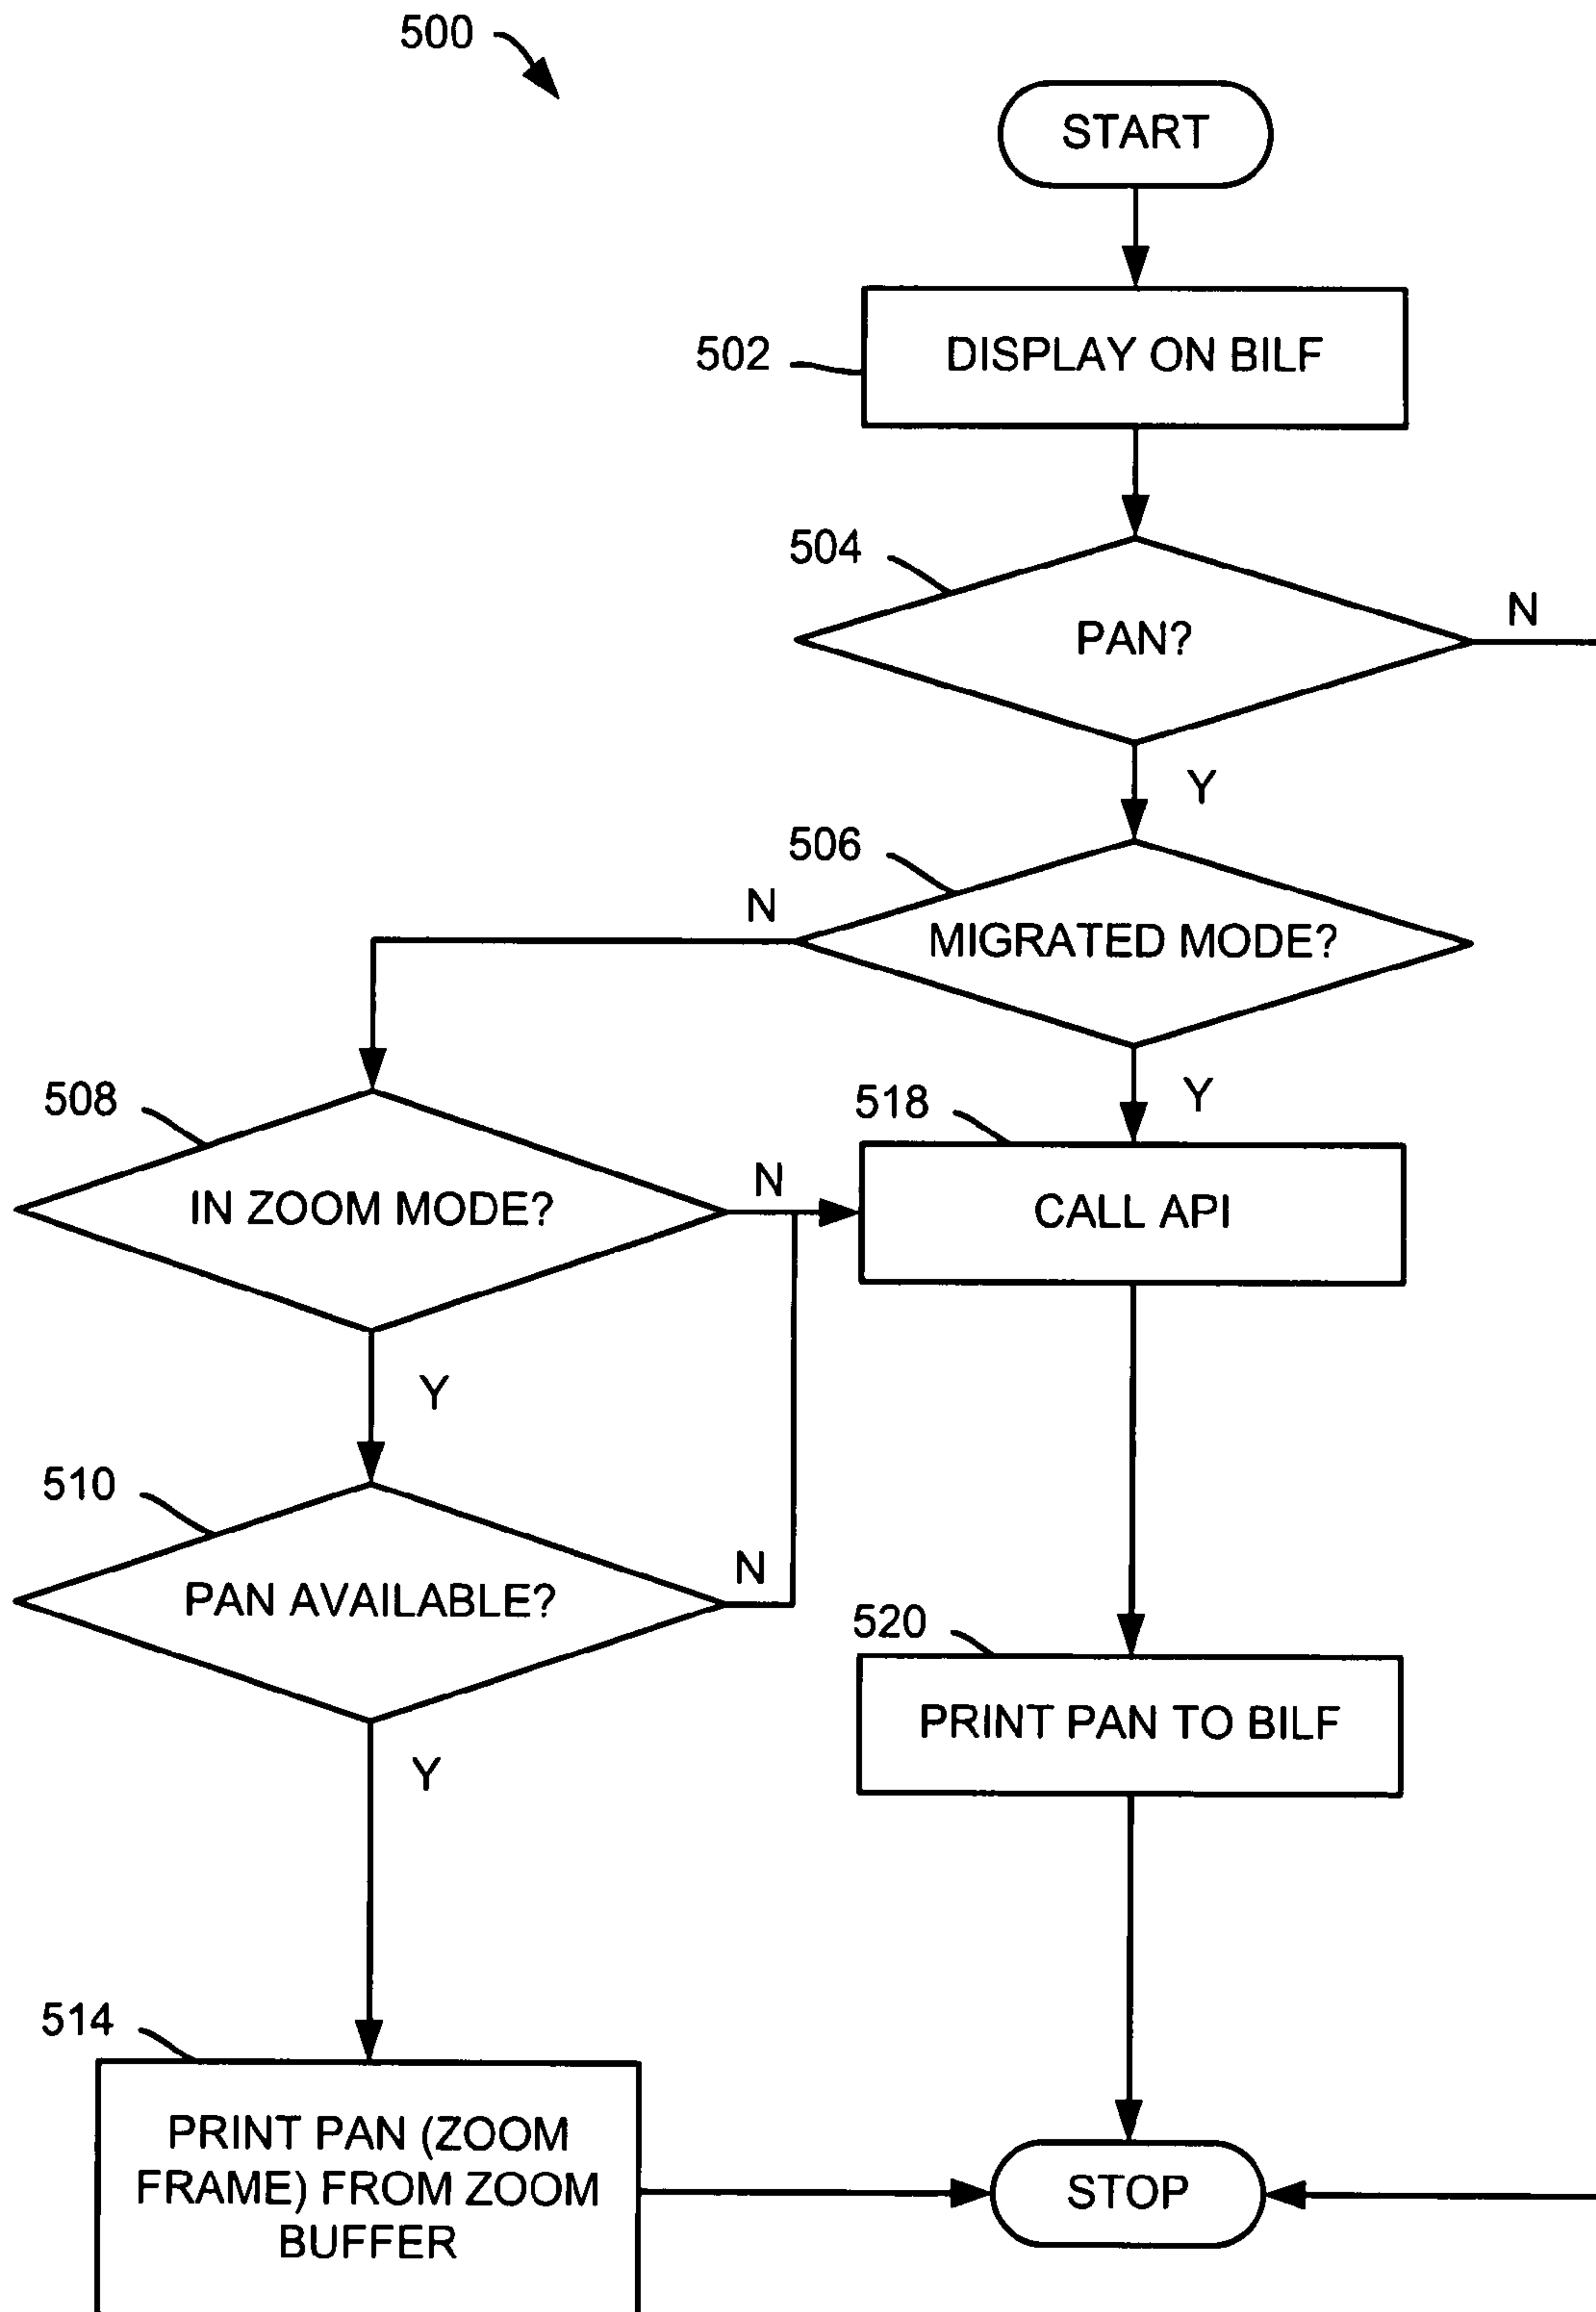 500
START
502
DISPLAY ON BILF
504
PAN?
N
Y
506
N
MIGRATED MODE?
Y
508
518
IN ZOOM MODE?
N
CALL API
Y
510
PAN AVAILABLE?
N
520
PRINT PAN TO BILF
Y
514
PRINT PAN (ZOOM
FRAME) FROM ZOOM
BUFFER
STOP